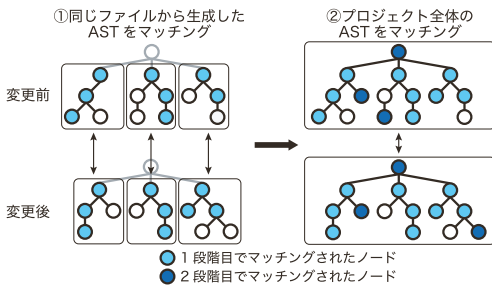 ①同じファイルから生成した
ASTをマッチング
②プロジェクト全体の
ASTをマッチング
変更前
変更後
1段階目でマッチングされたノード
2段階目でマッチングされたノード